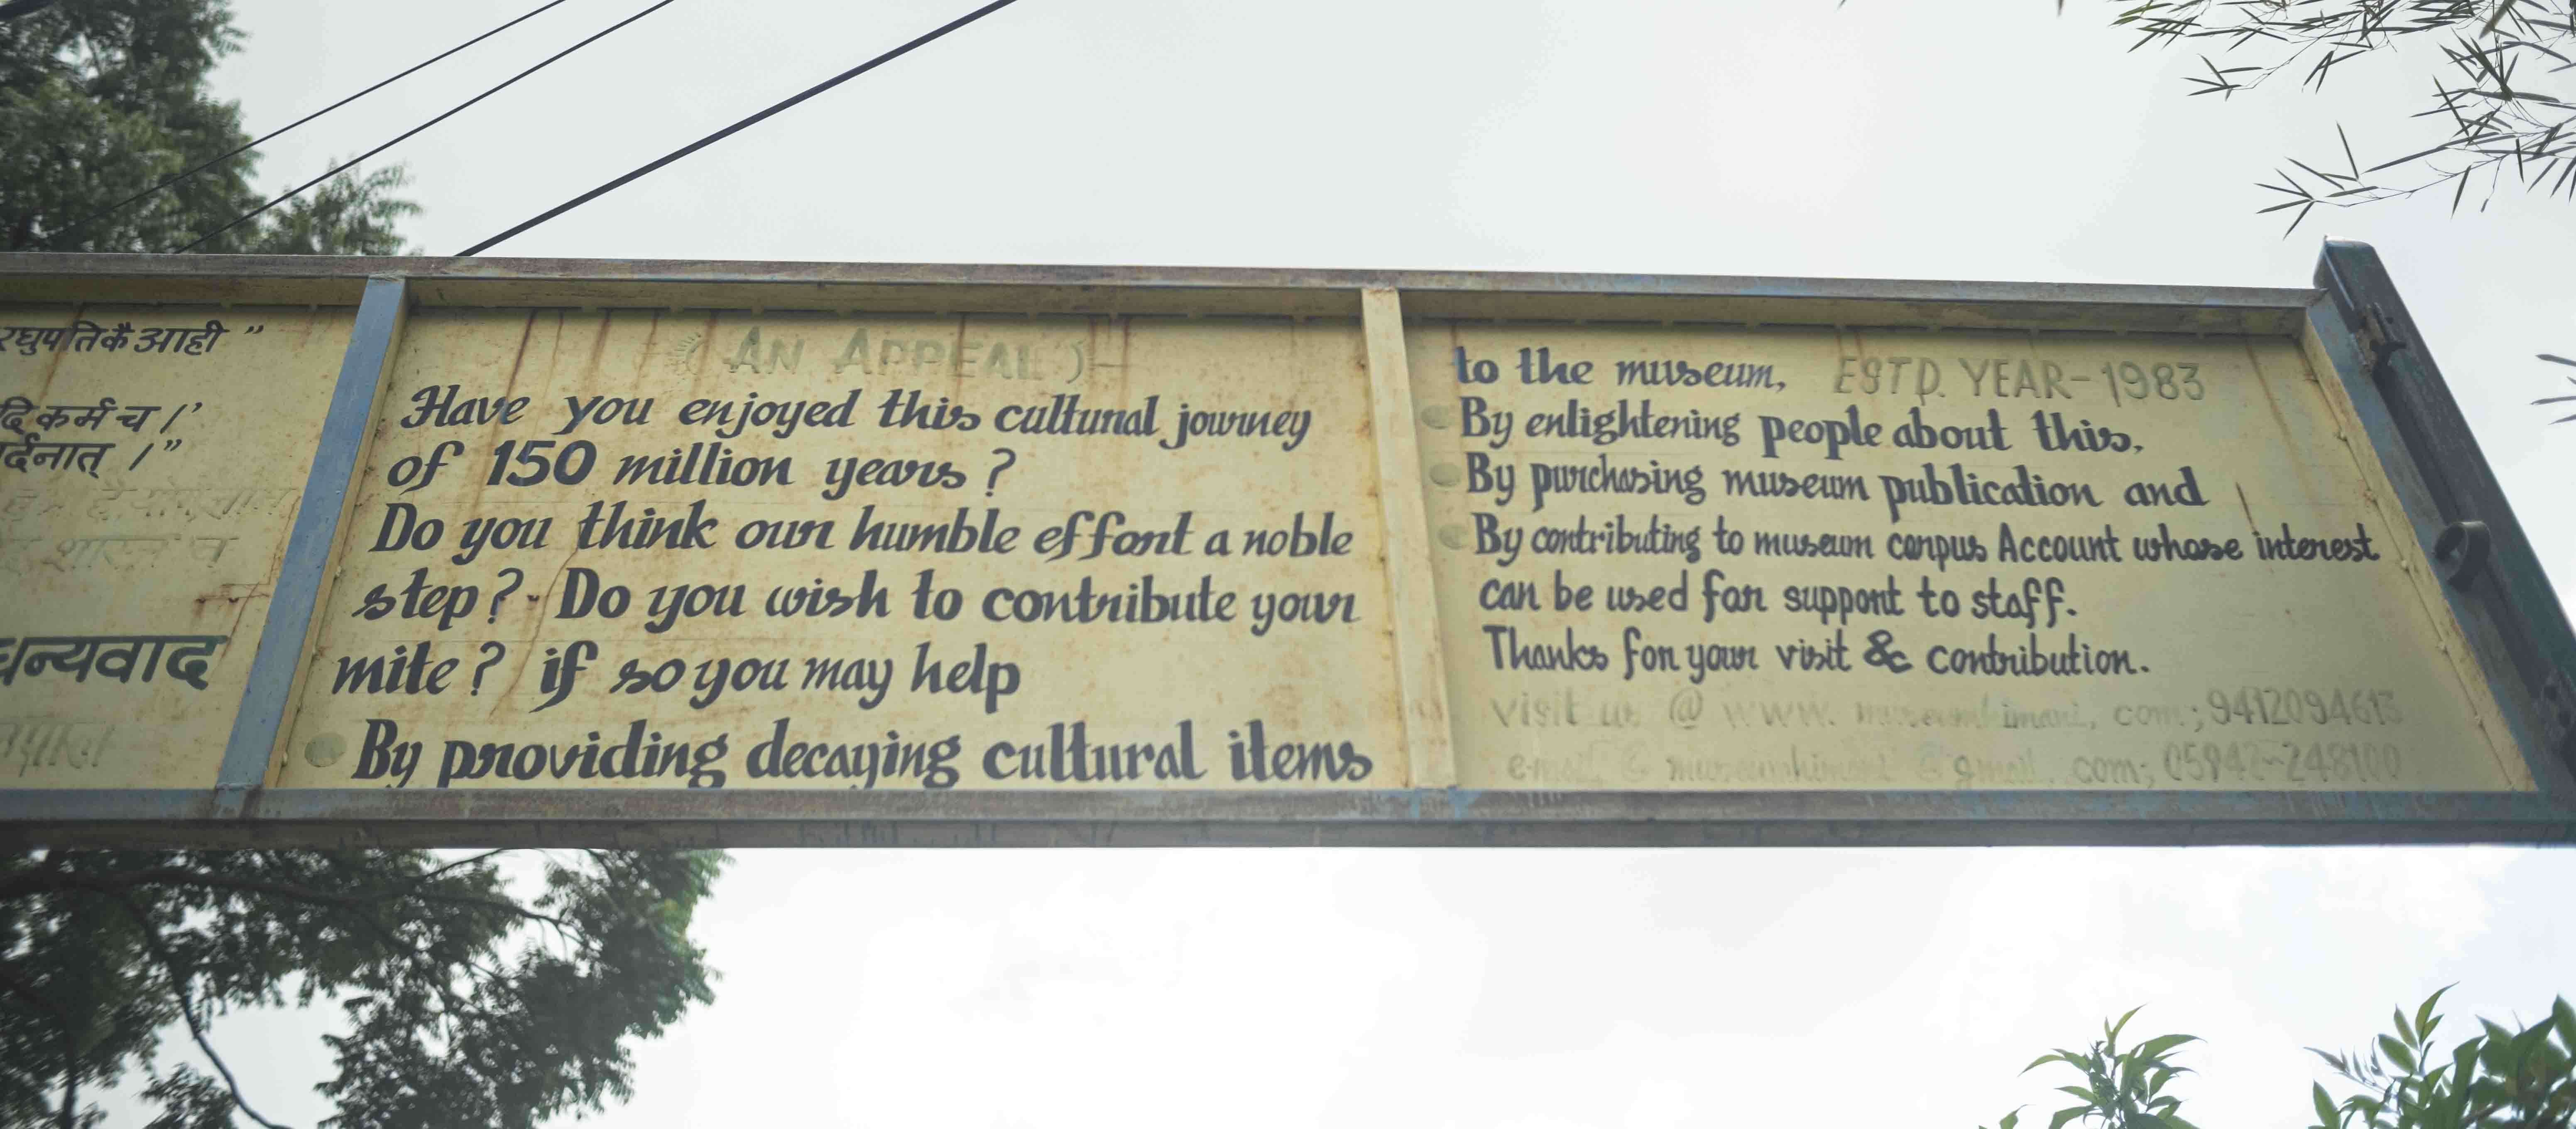 रघुपति कै आही "
दि कर्म च ।'
र्दनात् ।"
धन्यवाद
( AN APPEAL )-
Have you enjoyed this cultural journey
of 150 million years ?
Do you think our humble effort a noble
step ? - Do you wish to contribute your
mite ? if so you may help
By providing decaying cultural items
to the museum, ESTD. YEAR-1983
By enlightening people about this,
By purchasing museum publication and
By contributing to museum corpus Account whose interest
can be used for support to staff.
Thanks for your visit & contribution.
visit us @ www. com;
@ gmail. com; 05942-248100